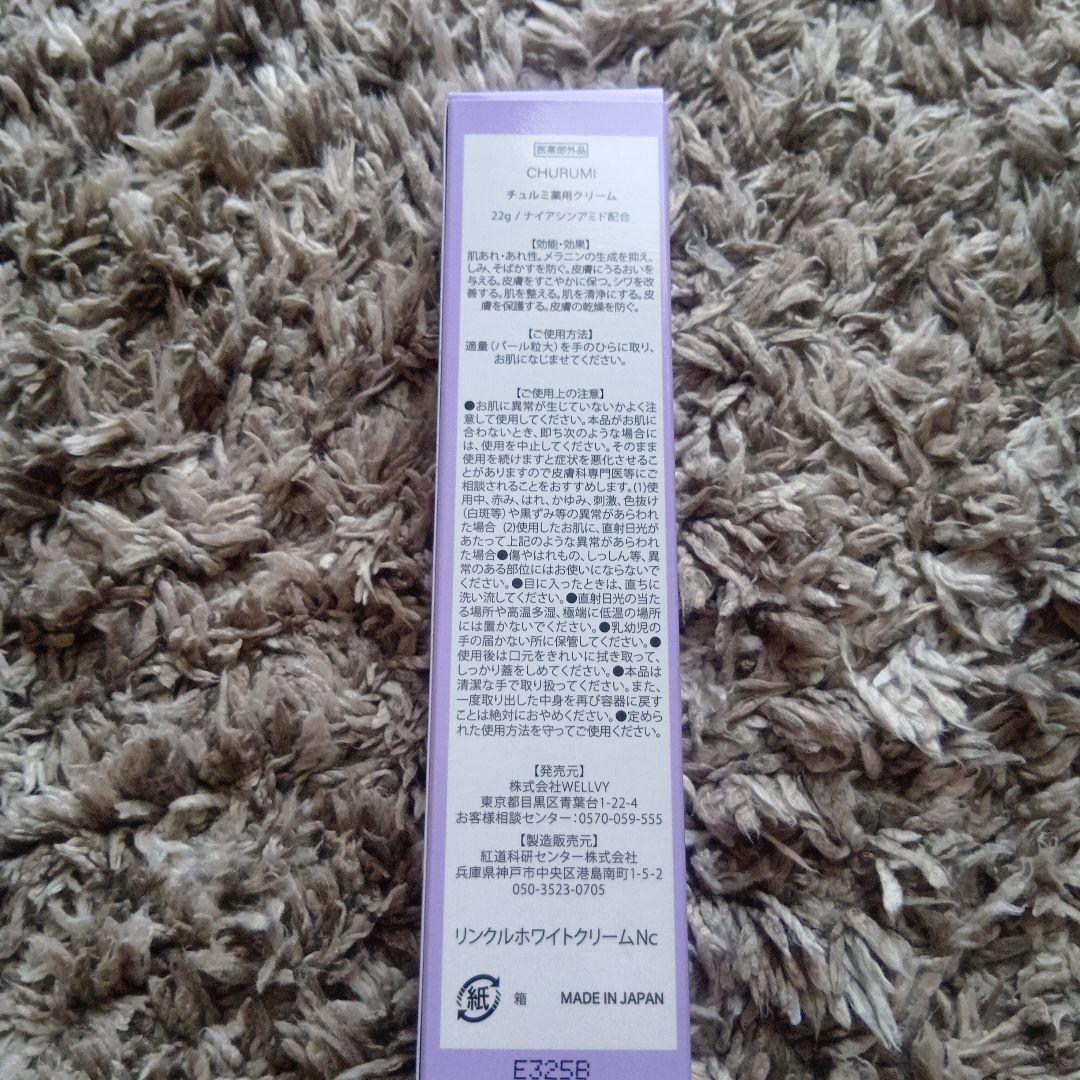 医薬部外品
CHURUMI
チュルミ薬用クリーム
22g / ナイアシンアミド配合
【効能・効果】
肌あれ・あれ性。メラニンの生成を抑え、
しみ、そばかすを防ぐ。皮膚にうるおいを
与える。皮膚をすこやかに保つ。シワを改
善する。肌を整える。肌を清浄にする。皮
膚を保護する。皮膚の乾燥を防ぐ。
【ご使用方法】
適量（パール粒大）を手のひらに取り、
お肌になじませてください。
【ご使用上の注意】
●お肌に異常が生じていないかよく注
意して使用してください。本品がお肌に
合わないとき、即ち次のような場合に
は、使用を中止してください。そのまま
使用を続けますと症状を悪化させるこ
とがありますので皮膚科専門医等にご
相談されることをおすすめします。(1)使
用中、赤み、はれ、かゆみ、刺激、色抜け
（白斑等）や黒ずみ等の異常があらわれ
た場合 (2)使用したお肌に、直射日光が
あたって上記のような異常があらわれ
た場合●傷やはれもの、しっしん等、異
常のある部位にはお使いにならないで
ください。●目に入ったときは、直ちに
洗い流してください。●直射日光の当た
る場所や高温多湿、極端に低温の場所
には置かないでください。●乳幼児の
手の届かない所に保管してください。●
使用後は口元をきれいに拭き取って、
しっかり蓋をしめてください。●本品は
清潔な手で取り扱ってください。また、
一度取り出した中身を再び容器に戻す
ことは絶対におやめください。●定めら
れた使用方法を守ってご使用ください。
【発売元】
株式会社WELLVY
東京都目黒区青葉台1-22-4
お客様相談センター：0570-059-555
【製造販売元】
紅道科研センター株式会社
兵庫県神戸市中央区港島南町1-5-2
050-3523-0705
リンクルホワイトクリームNc
紙 箱 MADE IN JAPAN
E325B